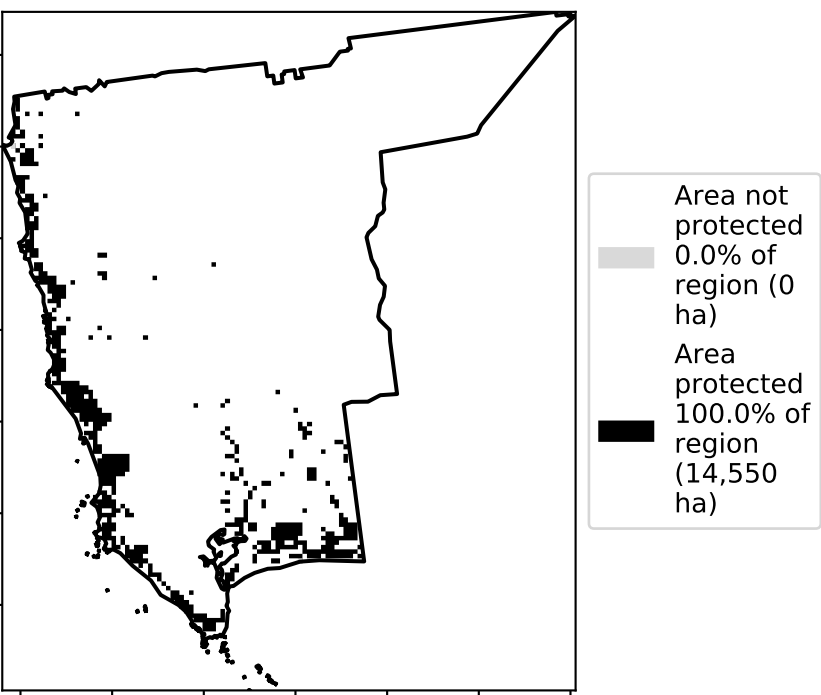 Area not
protected
0.0% of
region (0
ha)
Area
protected
100.0% of
region
(14,550
ha)